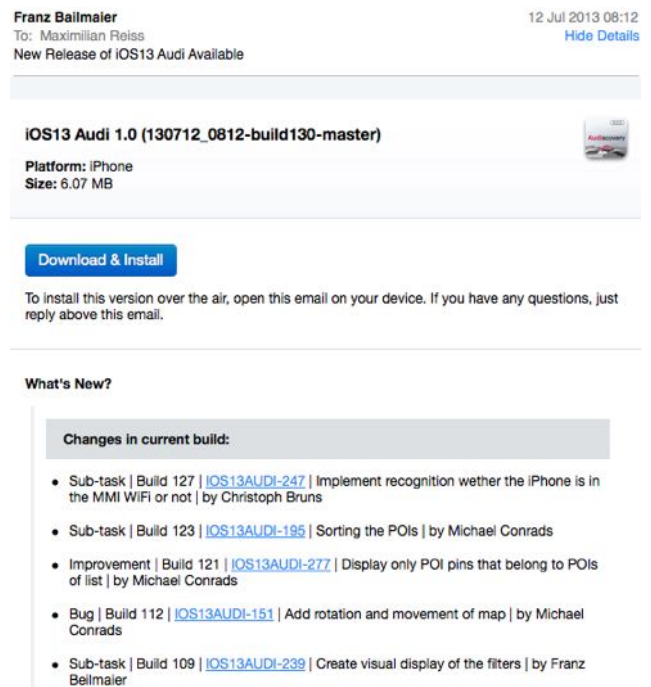 Franz Bailmaier
12 Jul 2013 08:12
To: Maximilian Reiss
Hide Details
New Release of iOS13 Audi Available
iOS13 Audi 1.0 (130712_0812-build130-master)
Audiscovery
Platform: iPhone
Size: 6.07 MB
Download & Install
To install this version over the air, open this email on your device. If you have any questions, just
reply above this email.
What's New?
Changes in current build:
• Sub-task | Build 127 | IOS13AUDI-247 | Implement recognition wether the iPhone is in
the MMI WiFi or not | by Christoph Bruns
• Sub-task | Build 123 | IOS13AUDI-195 | Sorting the POIs | by Michael Conrads
• Improvement | Build 121 | IOS13AUDI-277 | Display only POI pins that belong to POIs
of list | by Michael Conrads
• Bug | Build 112 | IOS13AUDI-151 | Add rotation and movement of map | by Michael
Conrads
• Sub-task | Build 109 | IOS13AUDI-239 | Create visual display of the filters | by Franz
Beilmaier